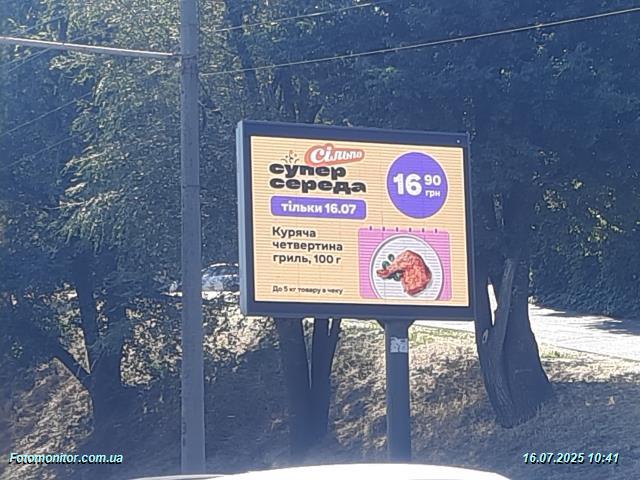 Сільпо
супер
середа
тільки 16.07
16 90
грн
Куряча
четвертина
гриль, 100 г
До 5 кг товару в чеку
Fotomonitor.com.ua
16.07.2025 10:41